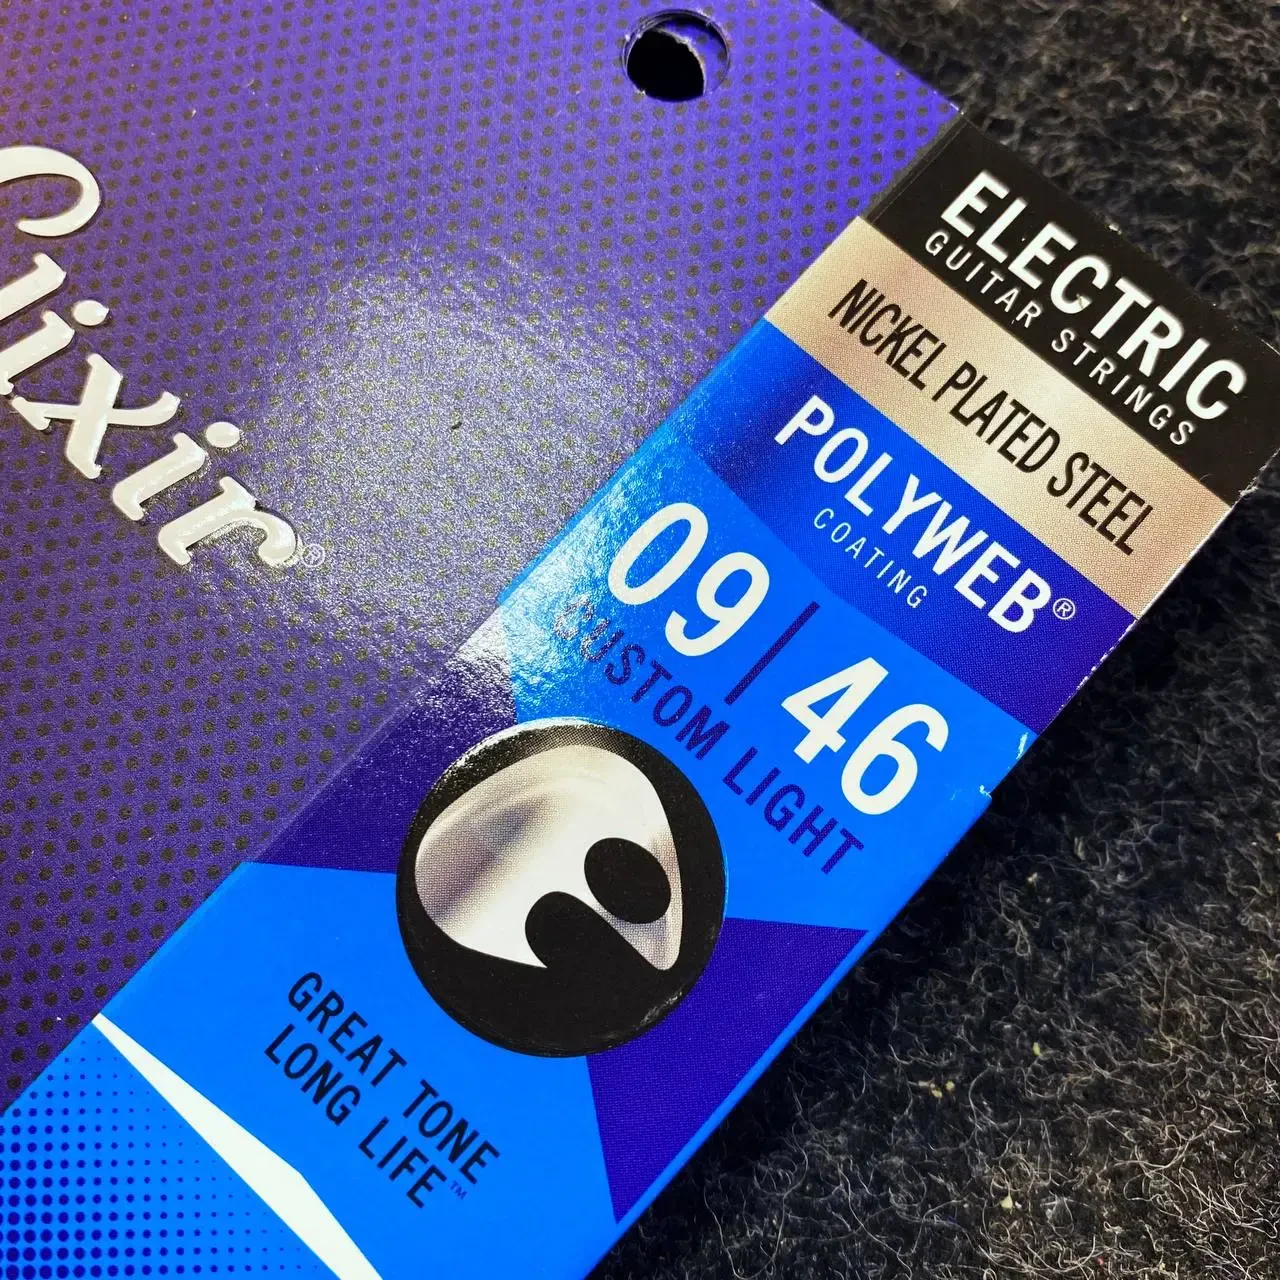 Elixir®
ELECTRIC
GUITAR STRINGS
NICKEL PLATED STEEL
POLYWEB®
COATING
09|46
CUSTOM LIGHT
GREAT TONE
LONG LIFE™